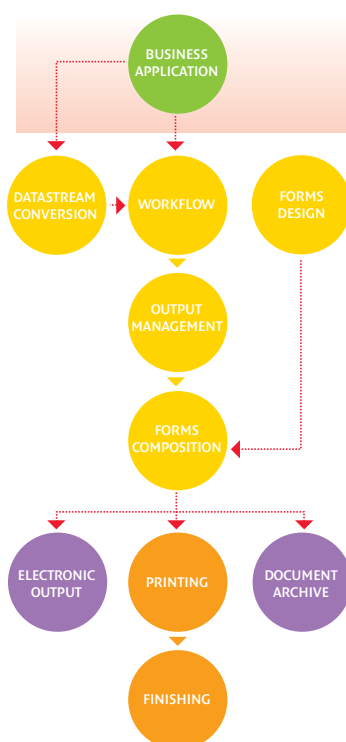 BUSINESS
APPLICATION
DATASTREAM
CONVERSION
WORKFLOW
FORMS
DESIGN
OUTPUT
MANAGEMENT
FORMS
COMPOSITION
ELECTRONIC
OUTPUT
PRINTING
DOCUMENT
ARCHIVE
FINISHING